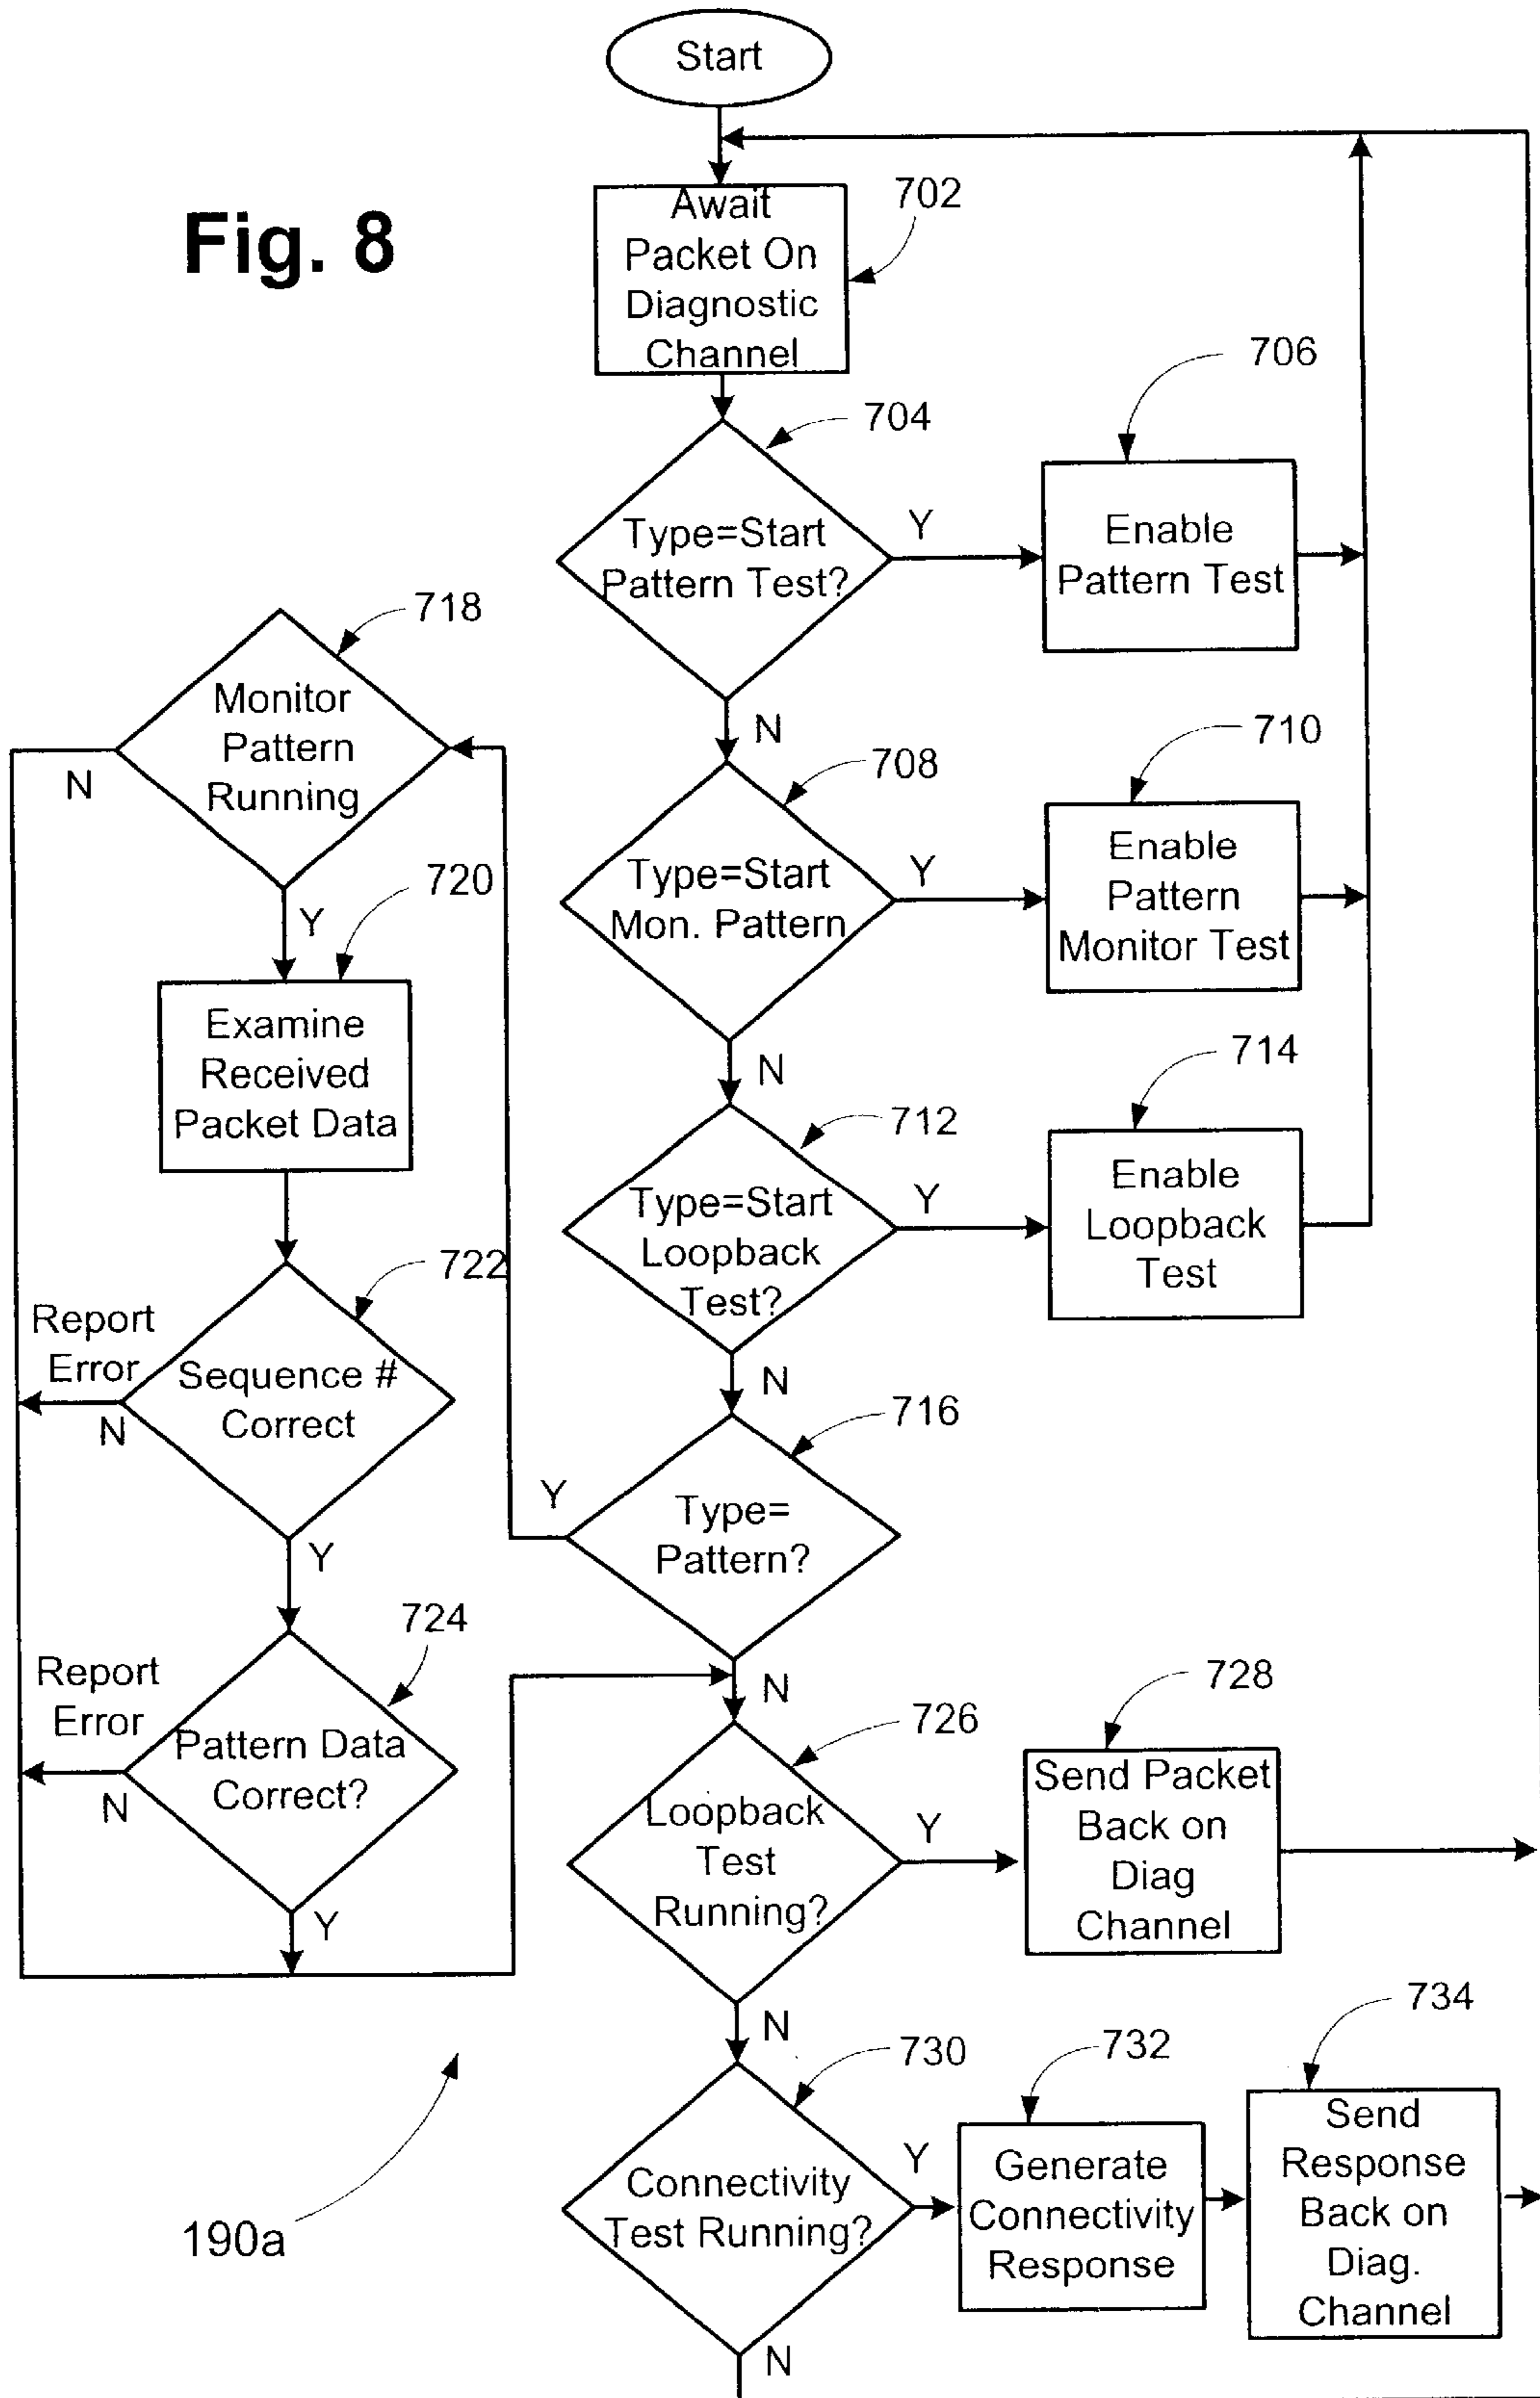 Start
Fig. 8
Await
Packet On
Diagnostic
Channel
702
704
Type=Start
Pattern Test?
Y
N
706
Enable
Pattern Test
708
Type=Start
Mon. Pattern
Y
N
710
Enable
Pattern
Monitor Test
712
Type=Start
Loopback
Test?
Y
N
714
Enable
Loopback
Test
716
Type=
Pattern?
Y
N
718
Monitor
Pattern
Running
N
Y
720
Examine
Received
Packet Data
722
Sequence #
Correct
Report
Error
N
Y
724
Pattern Data
Correct?
Report
Error
N
Y
726
Loopback
Test
Running?
Y
N
728
Send Packet
Back on
Diag
Channel
730
Connectivity
Test Running?
Y
N
732
Generate
Connectivity
Response
734
Send
Response
Back on
Diag.
Channel
190a